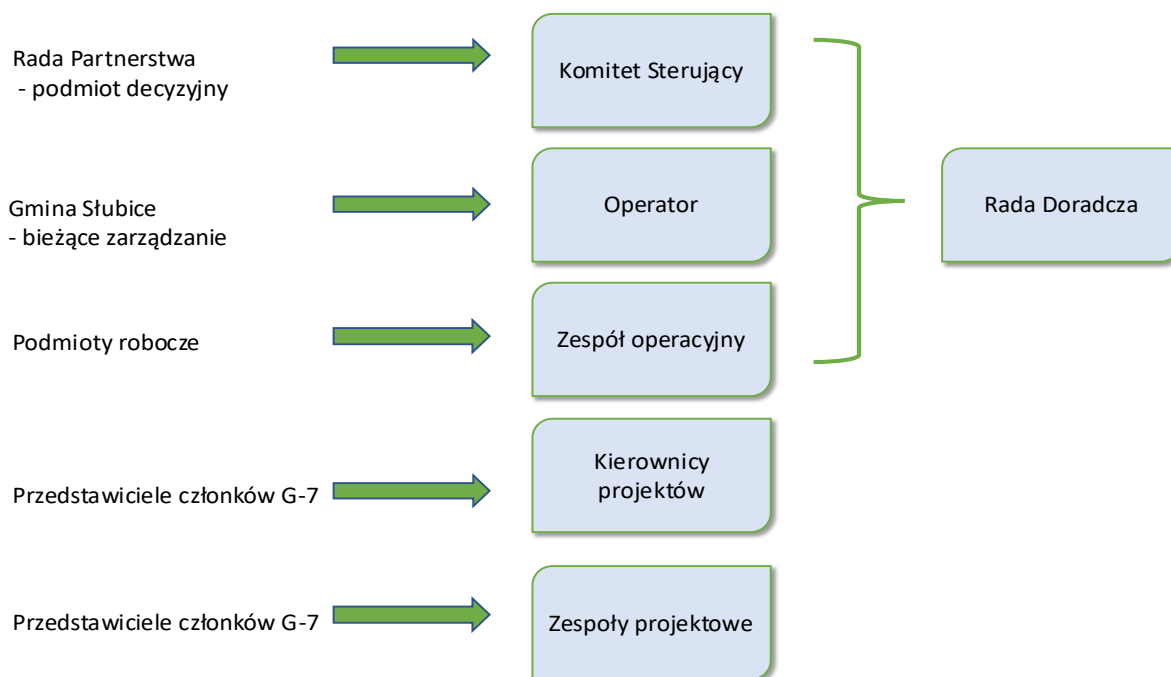 Rada Partnerstwa
- podmiot decyzyjny
Komitet Sterujący
Gmina Słubice
- bieżące zarządzanie
Operator
Rada Doradcza
Podmioty robocze
Zespół operacyjny
Przedstawiciele członków G-7
Kierownicy
projektów
Przedstawiciele członków G-7
Zespoły projektowe